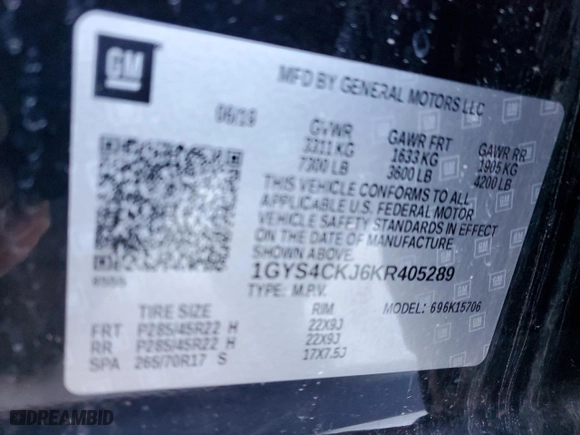 GM
MFD BY GENERAL MOTORS LLC
06/19
GVWR GAWR FRT GAWR RR
3311 KG 1633 KG 1905 KG
7300 LB 3600 LB 4200 LB
THIS VEHICLE CONFORMS TO ALL
APPLICABLE U.S. FEDERAL MOTOR
VEHICLE SAFETY STANDARDS IN EFFECT
ON THE DATE OF MANUFACTURE
SHOWN ABOVE.
1GYS4CKJ6KR405289
TYPE: M.P.V. MODEL: 696K15706
TIRE SIZE RIM
FRT P285/45R22 H 22X9J
RR P285/45R22 H 22X9J
SPA 265/70R17 S 17X7.5J
DREAMBID